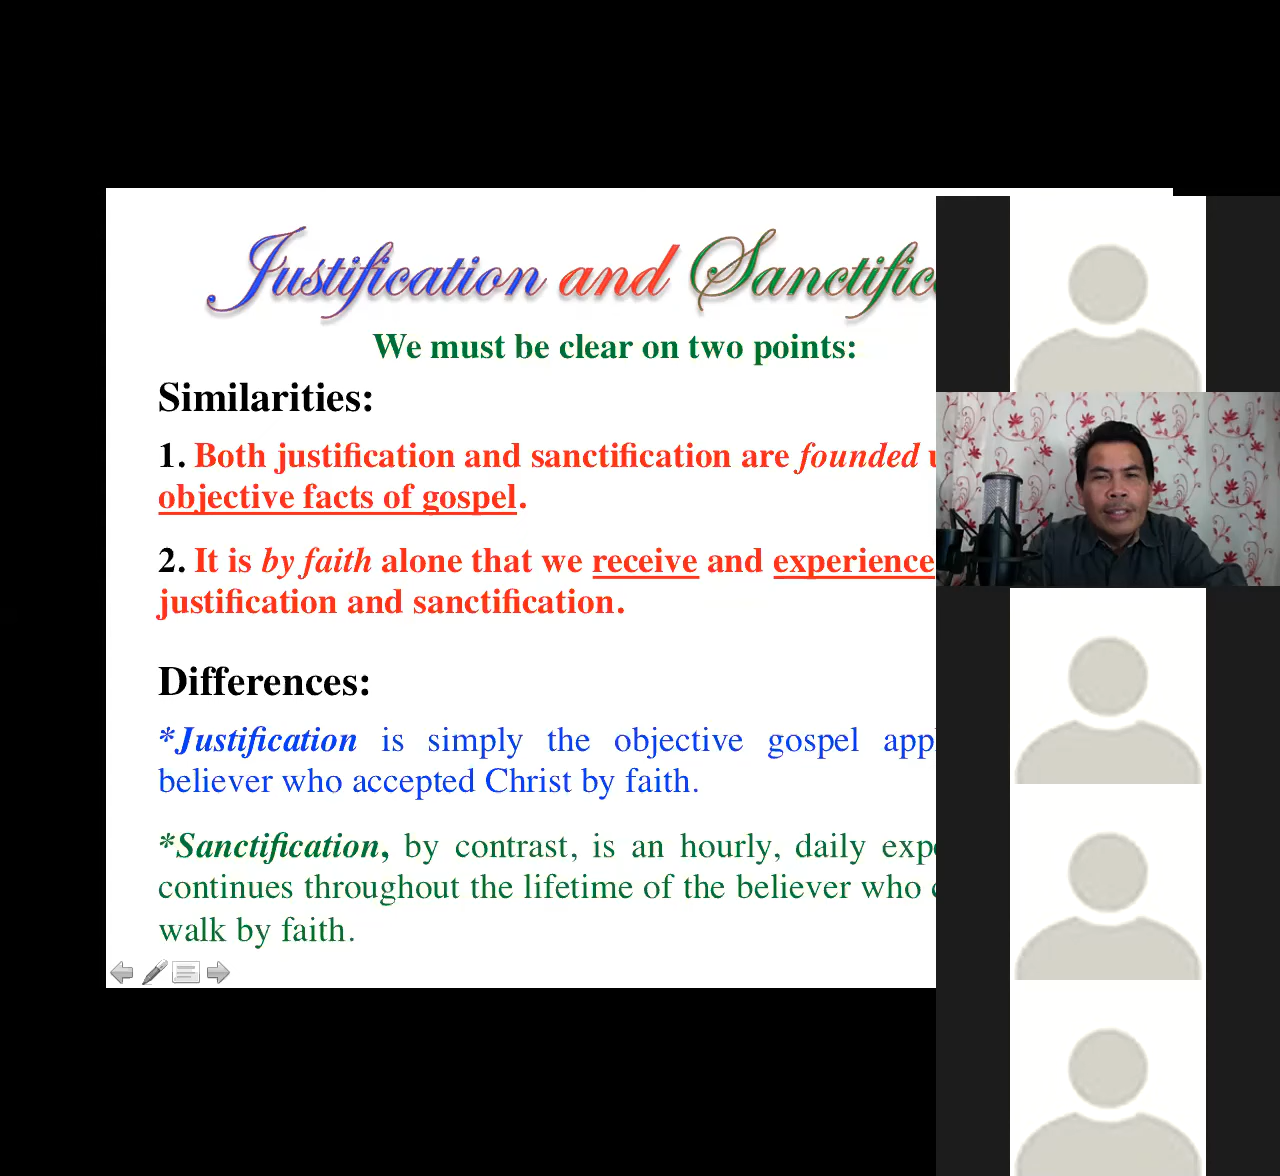 Justification and
We must be clear on two points:
Similarities:
1. Both justification and sanctification are founded
objective facts of gospel.
2. It is by faith alone that we receive and experience
justification and sanctification.
Differences:
*Justification is simply the objective gospel
believer who accepted Christ by faith.
*Sanctification, by contrast, is an hourly, daily
continues throughout the lifetime of the believer who
walk by faith.